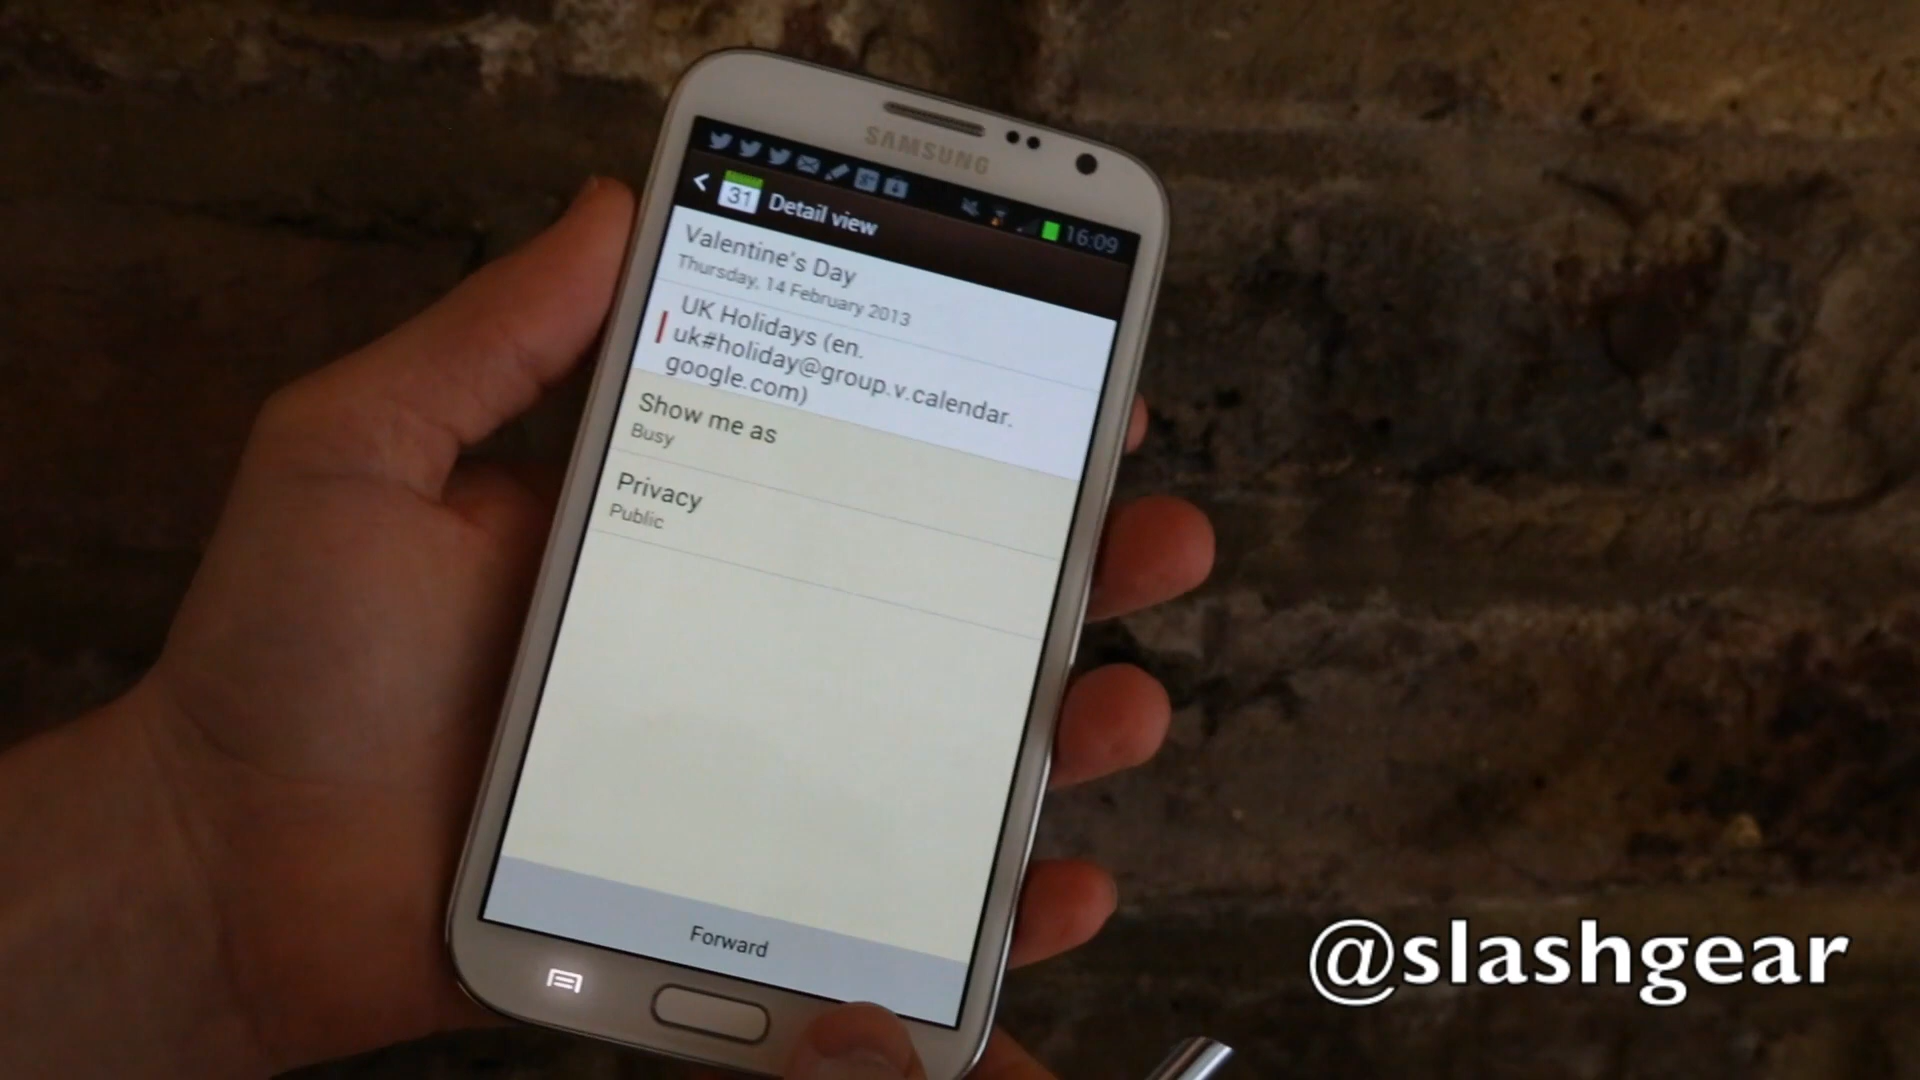 SAMSUNG
16:09
31 Detail view
Valentine's Day
Thursday, 14 February 2013
UK Holidays (en.
uk#holiday@group.v.calendar.
google.com)
Show me as
Busy
Privacy
Public
Forward
@slashgear